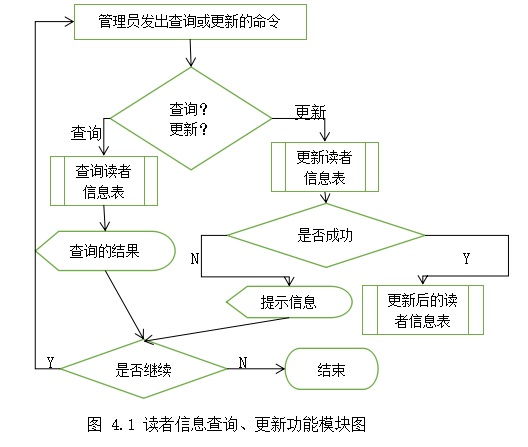 管理员发出查询或更新的命令
查询？
更新？
查询
更新
查询读者
信息表
更新读者
信息表
是否成功
查询的结果
N
Y
提示信息
更新后的读
者信息表
Y
是否继续
N
结束
图 4.1 读者信息查询、更新功能模块图